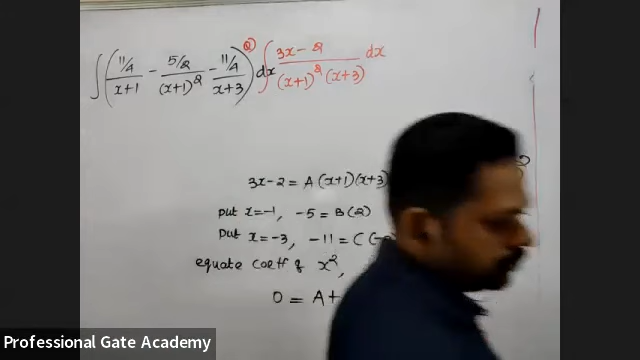 ∫(11/4/x+1 - 5/2/(x+1)² - 11/4/x+3)dx
Q) ∫ 3x-2/(x+1)²(x+3) dx
3x-2 = A(x+1)(x+3)
put x=-1, -5 = B(2)
put x=-3, -11 = C(-
equate coeff of x²,
0 = A+
Professional Gate Academy